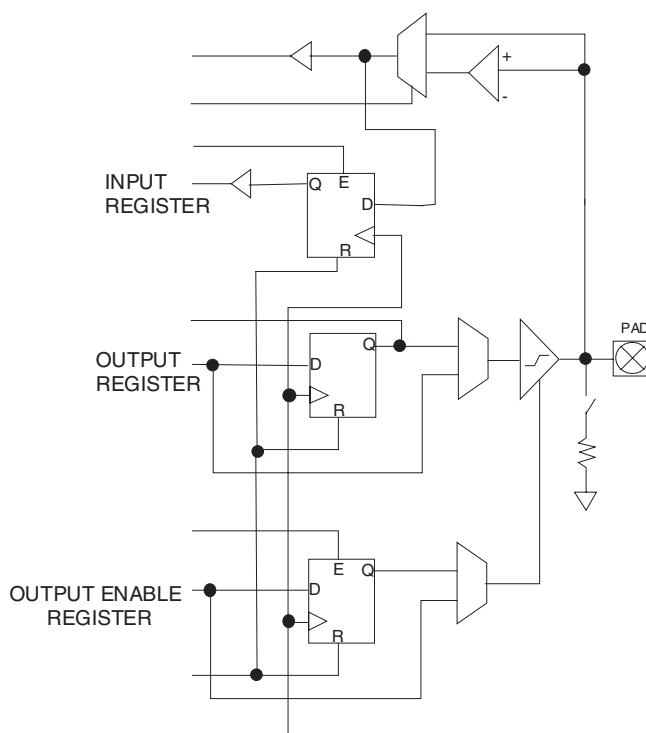 +
-
E
INPUT
REGISTER
Q
D
R
PAD
Q
OUTPUT
REGISTER
D
R
E
Q
D
OUTPUT ENABLE
REGISTER
R